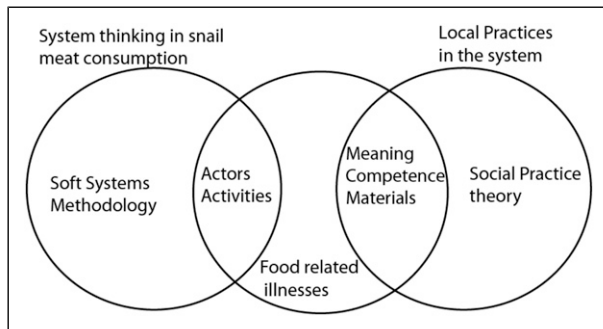 System thinking in snail
meat consumption
Local Practices
in the system
Soft Systems
Methodology
Actors
Activities
Meaning
Competence
Materials
Social Practice
theory
Food related
illnesses